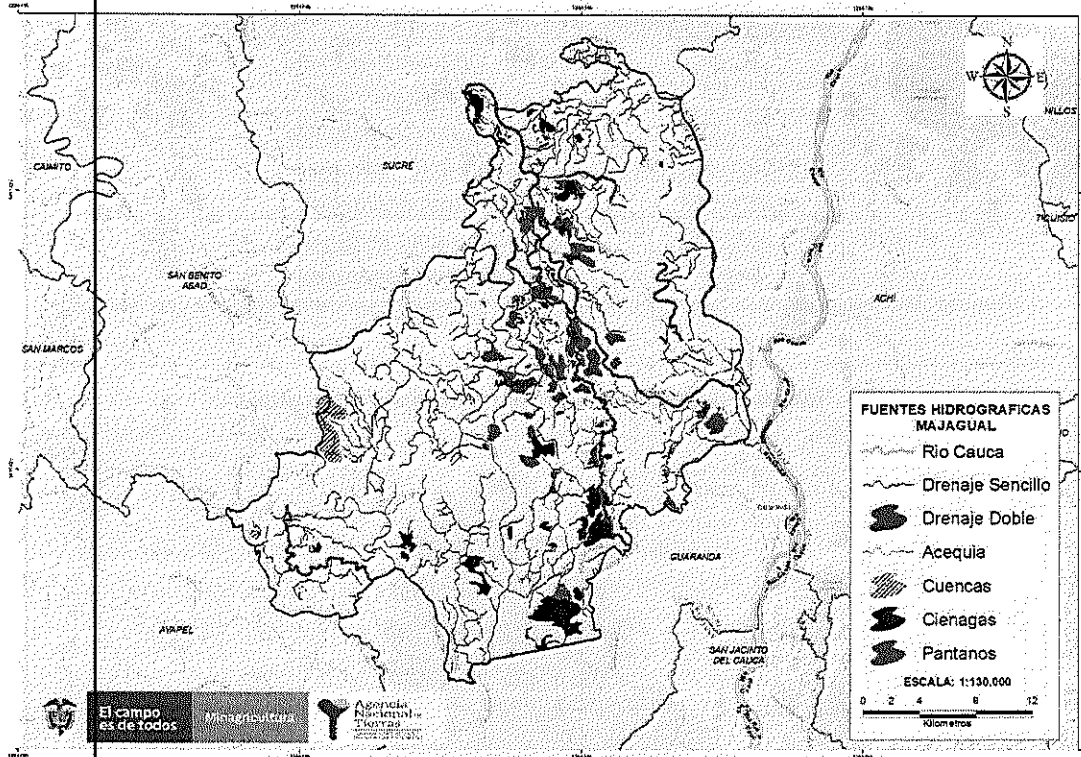 N
W E
S
CAIMITO
SUCRE
SAN BENITO
ABAD
SAN MARCOS
ACHÍ
GUARANDA
AYAPEL
SAN JACINTO
DEL CAUCA
FUENTES HIDROGRAFICAS
MAJAGUAL
Rio Cauca
Drenaje Sencillo
Drenaje Doble
Acequia
Cuencas
Cienagas
Pantanos
ESCALA: 1:130.000
0 2 4 8 12
Kilometros
El campo
es de todos
Minagricultura
Agencia
Nacional de
Tierras